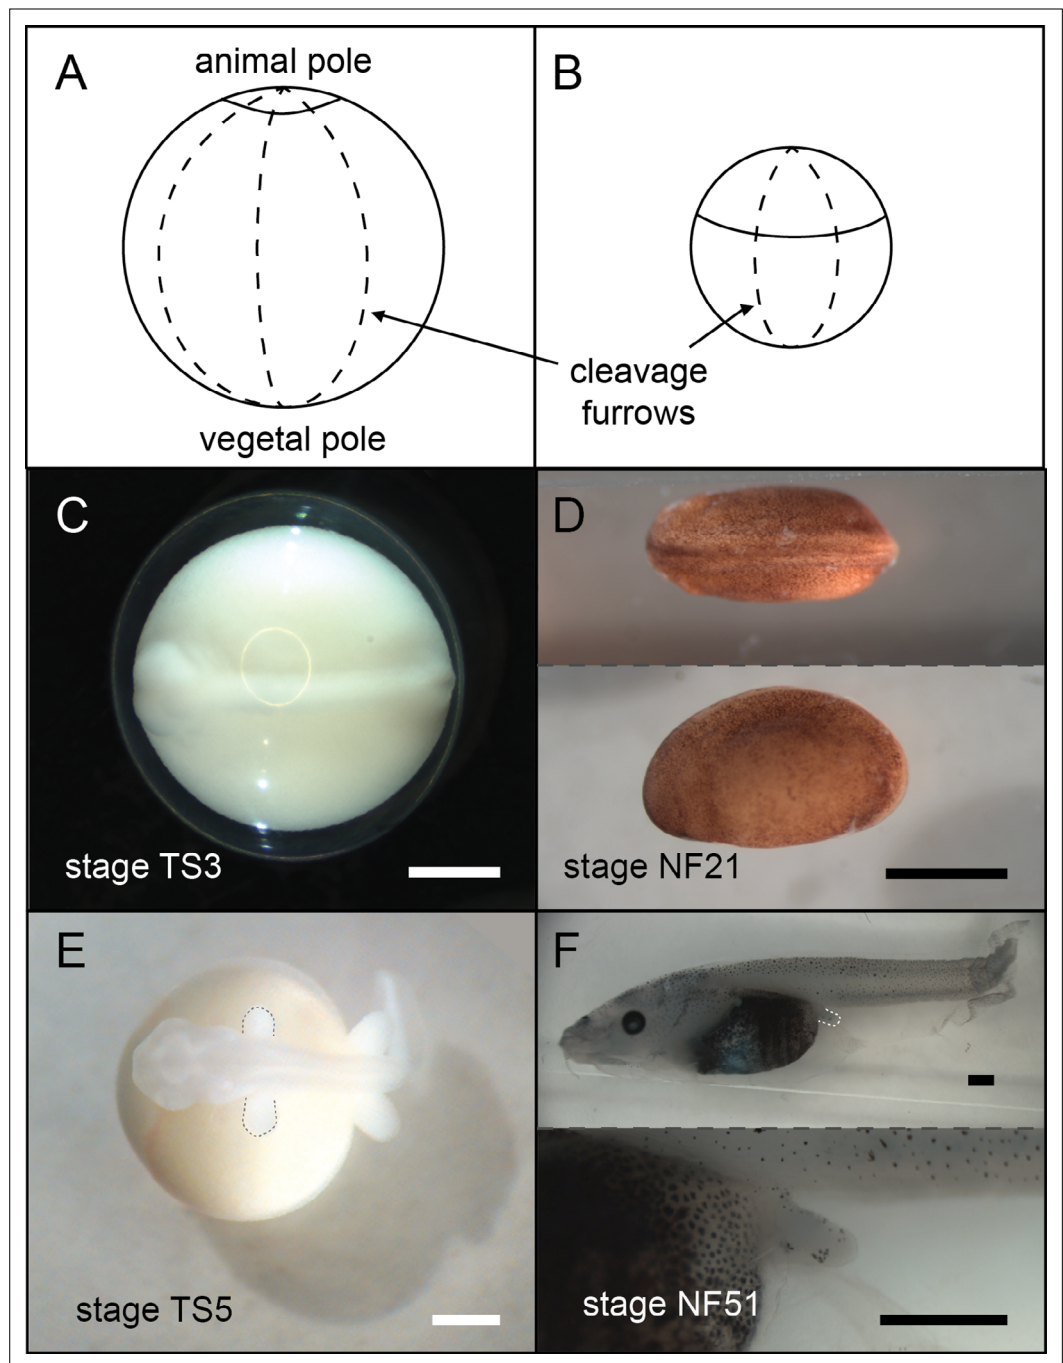 A
animal pole
B
cleavage
furrows
vegetal pole
C
stage TS3
D
stage NF21
E
stage TS5
F
stage NF51